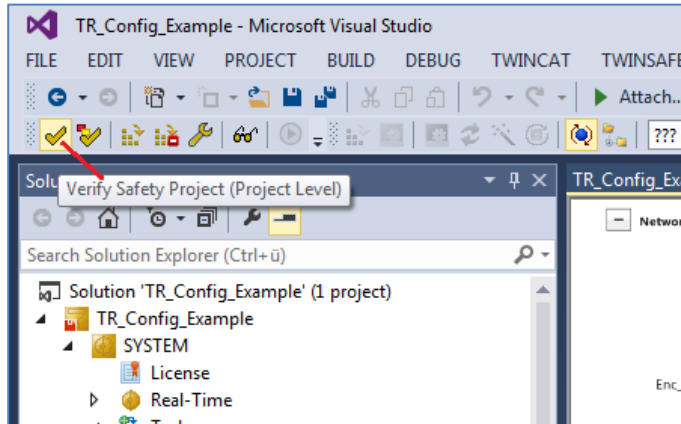 TR_Config_Example - Microsoft Visual Studio
FILE EDIT VIEW PROJECT BUILD DEBUG TWINCAT TWINSAFE
Attach...
???
Solu
Verify Safety Project (Project Level)
TR_Config_Ex
Networ
Search Solution Explorer (Ctrl+ü)
Solution 'TR_Config_Example' (1 project)
TR_Config_Example
SYSTEM
License
Enc_
Real-Time